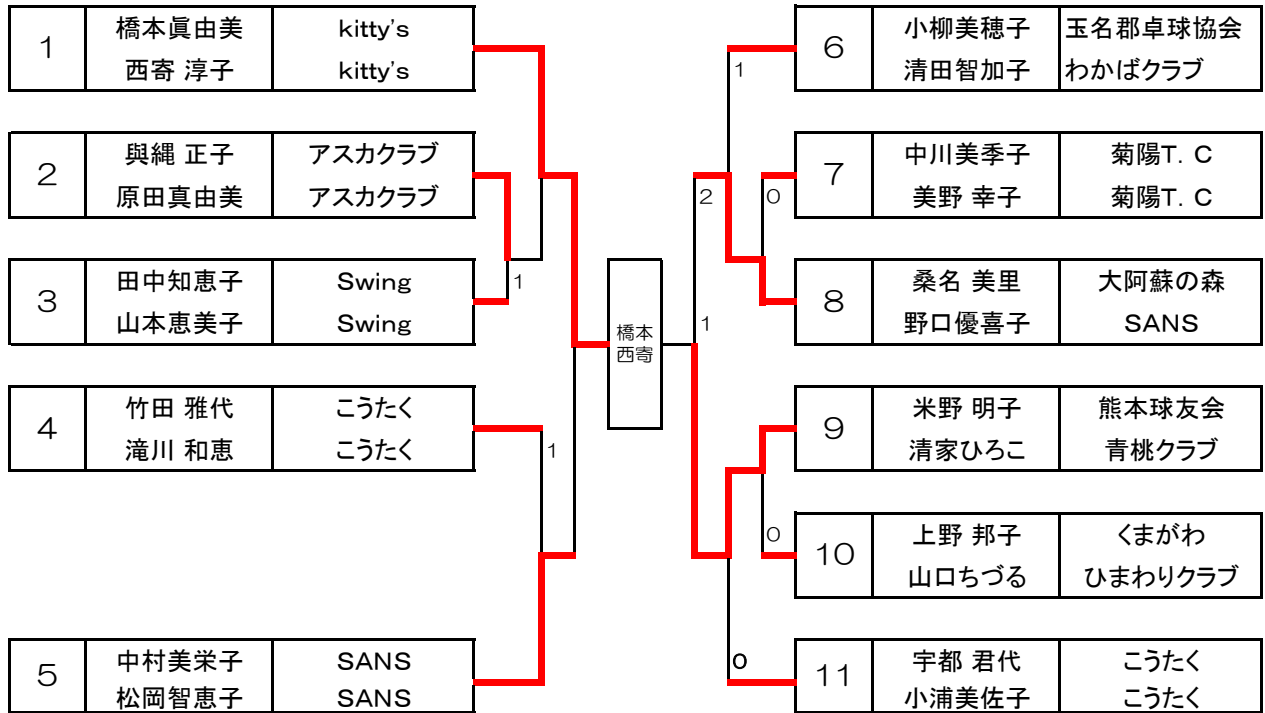 1 橋本眞由美 kitty's
西寄 淳子 kitty's
2 與縄 正子 アスカクラブ
原田真由美 アスカクラブ
3 田中知恵子 Swing
山本恵美子 Swing
4 竹田 雅代 こうたく
滝川 和恵 こうたく
5 中村美栄子 SANS
松岡智恵子 SANS
1
1
橋本
西寄
1
2
0
1
0
0
6 小柳美穂子 玉名郡卓球協会
清田智加子 わかばクラブ
7 中川美季子 菊陽T．C
美野 幸子 菊陽T．C
8 桑名 美里 大阿蘇の森
野口優喜子 SANS
9 米野 明子 熊本球友会
清家ひろこ 青桃クラブ
10 上野 邦子 くまがわ
山口ちづる ひまわりクラブ
11 宇都 君代 こうたく
小浦美佐子 こうたく